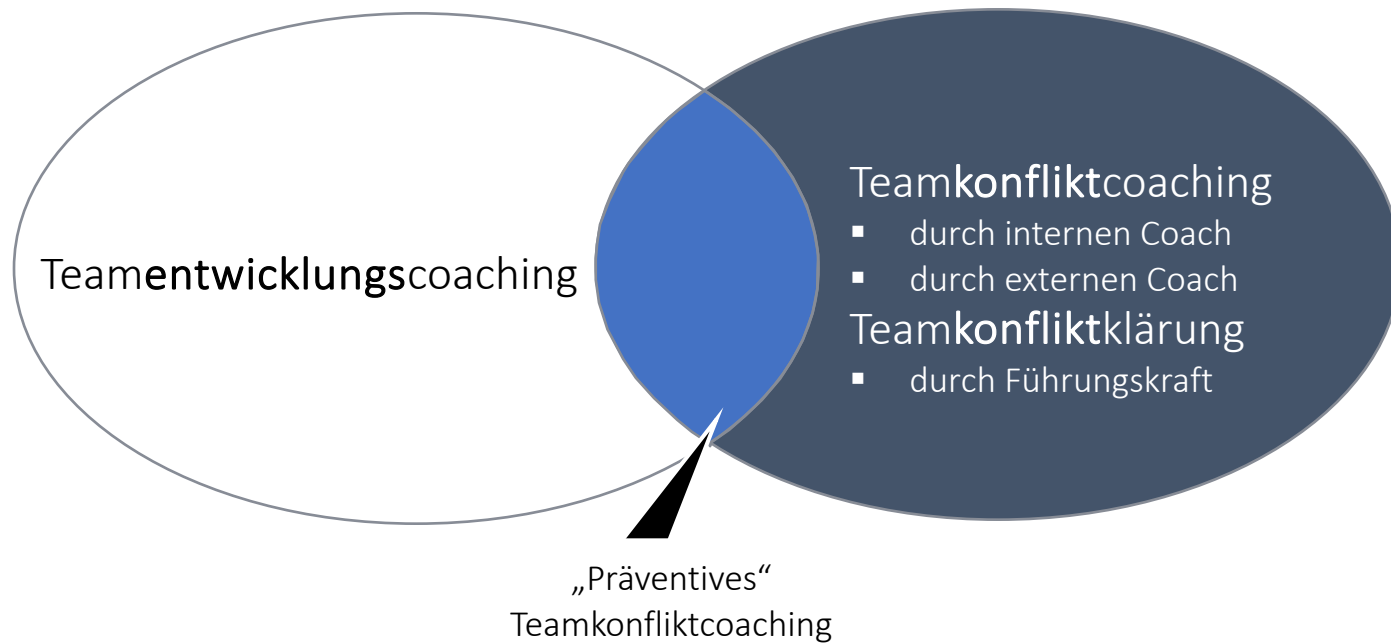 Teamentwicklungscoaching
Teamkonfliktcoaching
▪ durch internen Coach
▪ durch externen Coach
Teamkonfliktklärung
▪ durch Führungskraft
„Präventives“
Teamkonfliktcoaching